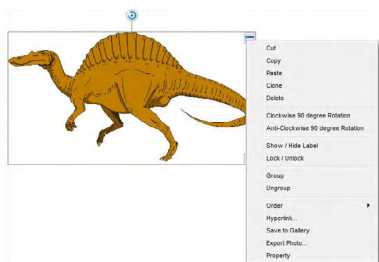 Cut
Copy
Paste
Clone
Delete
Clockwise 90 degree Rotation
Anti-Clockwise 90 degree Rotation
Show / Hide Label
Lock / Unlock
Group
Ungroup
Order
Hyperlink...
Save to Gallery...
Export Photo...
Property